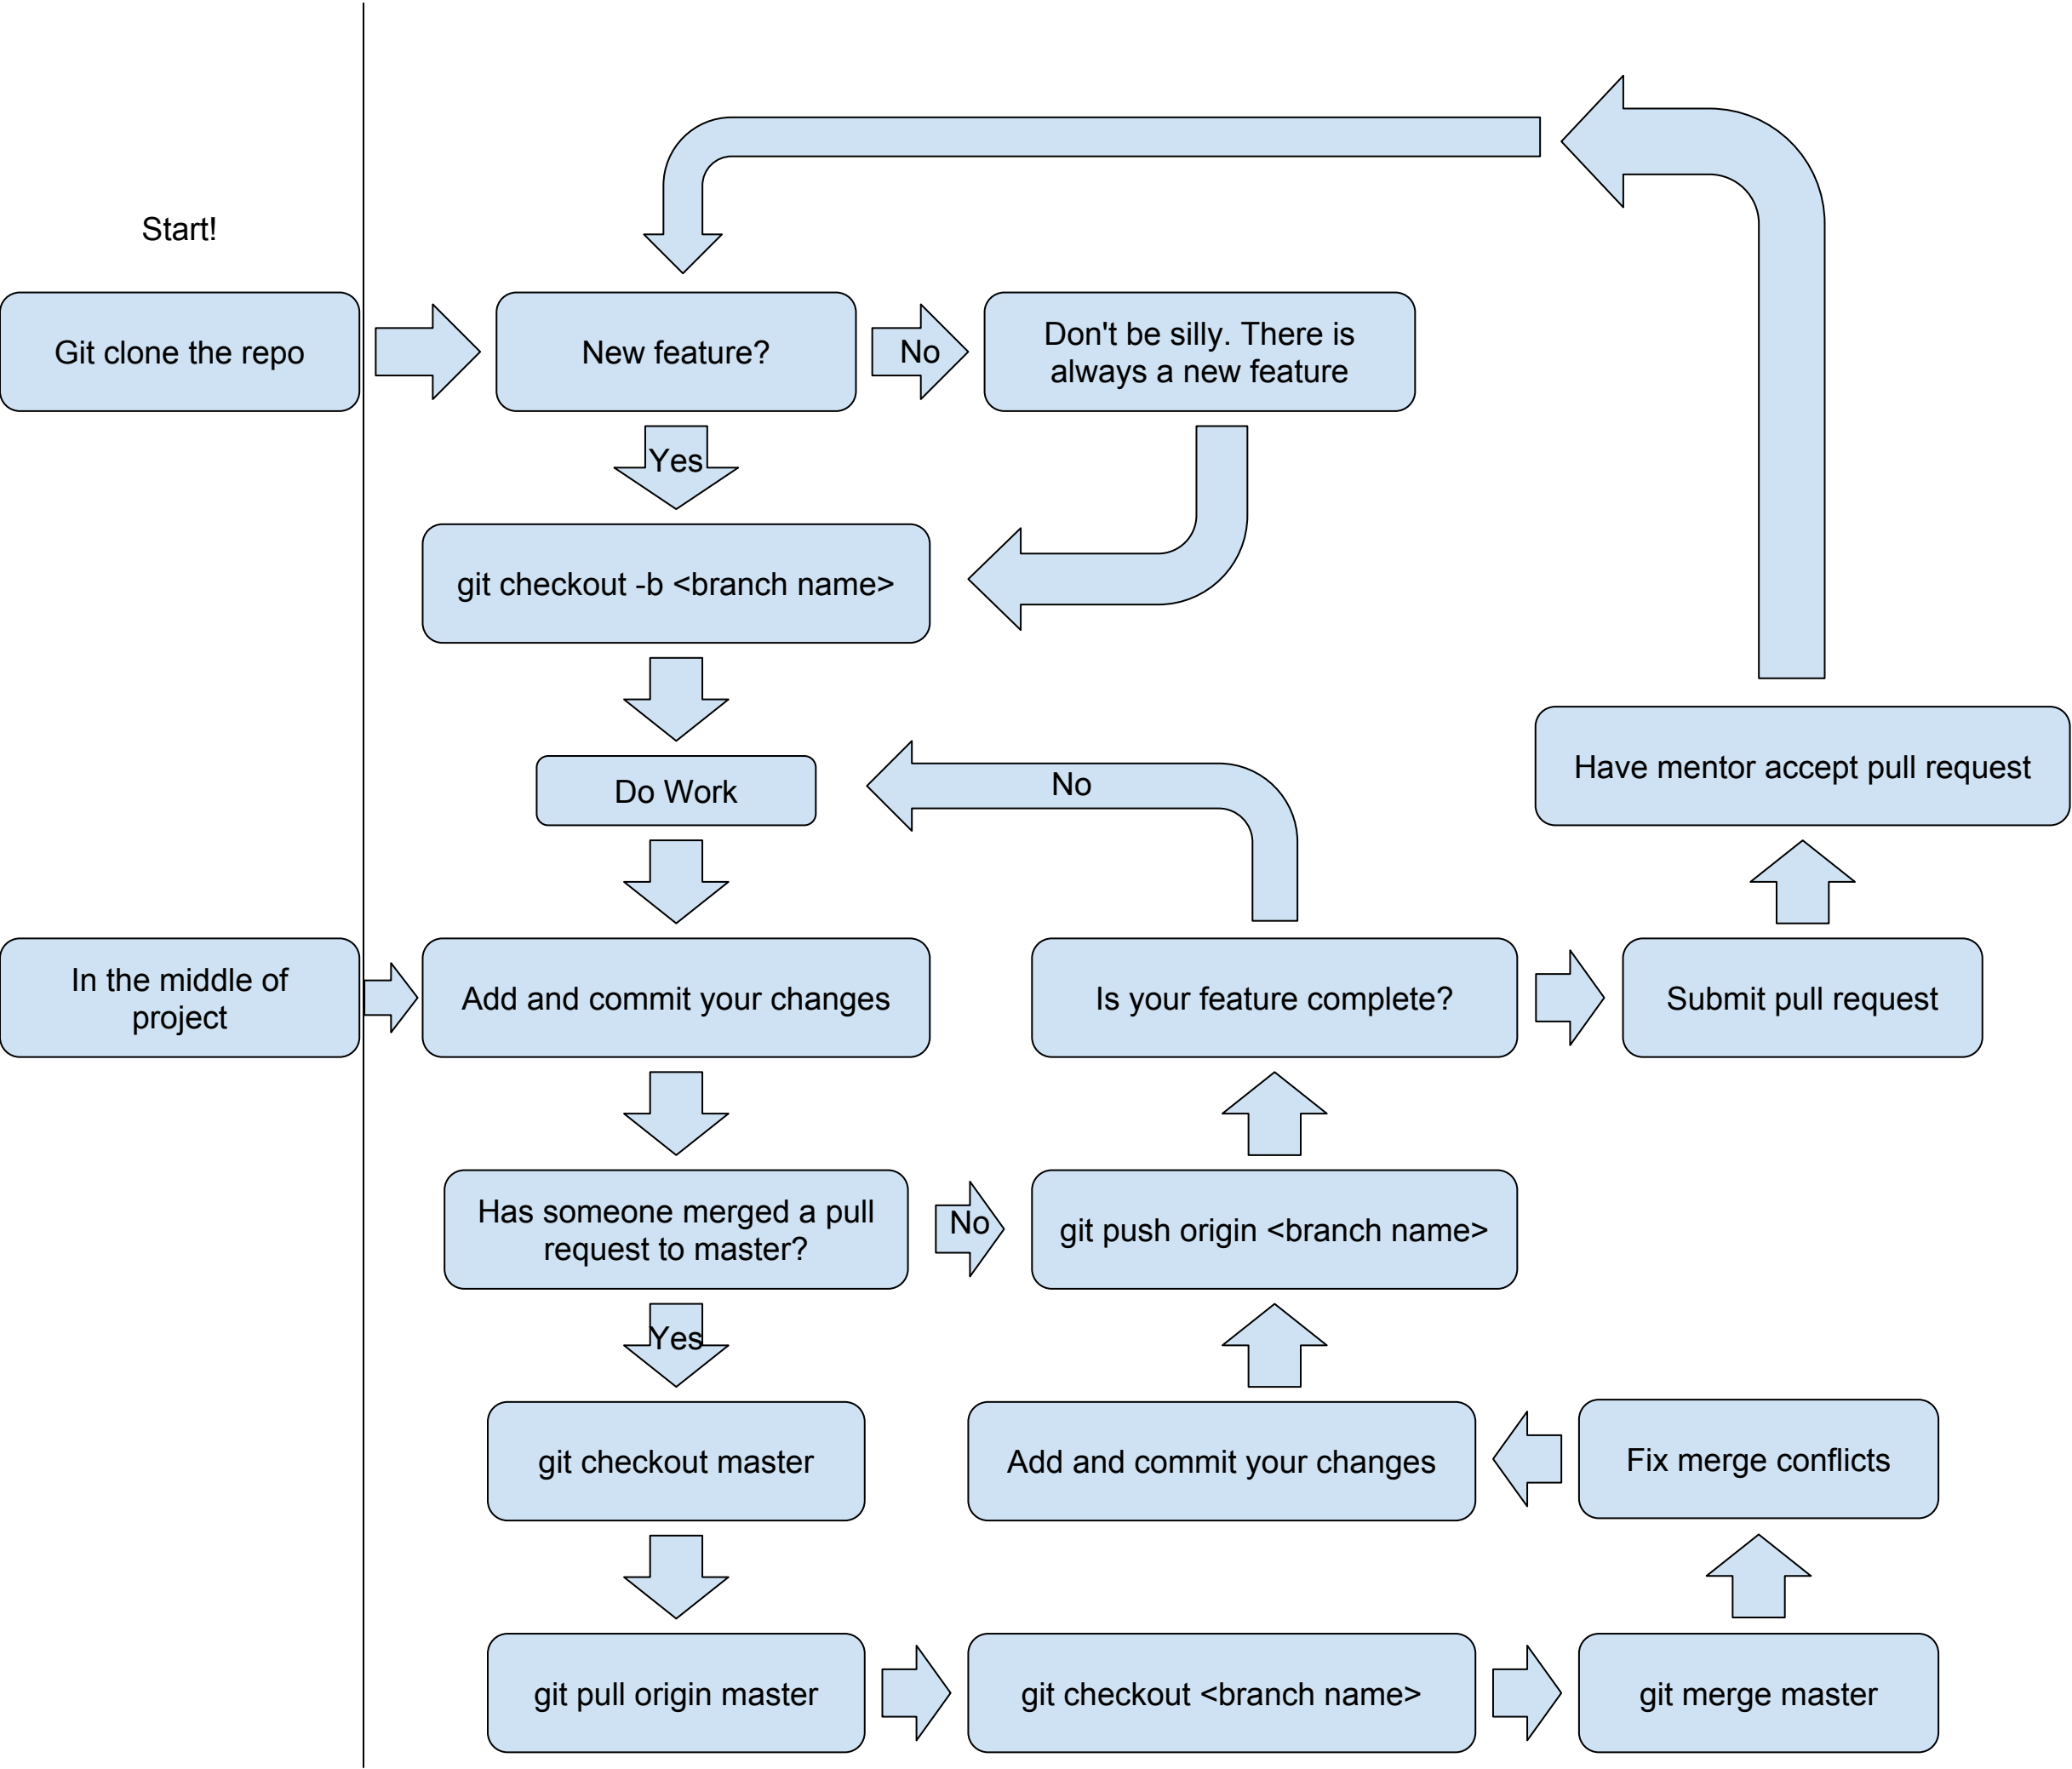 Start!
Git clone the repo
New feature?
No
Don't be silly. There is
always a new feature
Yes
git checkout -b <branch name>
Do Work
No
Have mentor accept pull request
In the middle of
project
Add and commit your changes
Is your feature complete?
Submit pull request
Has someone merged a pull
request to master?
No
git push origin <branch name>
Yes
git checkout master
Add and commit your changes
Fix merge conflicts
git pull origin master
git checkout <branch name>
git merge master